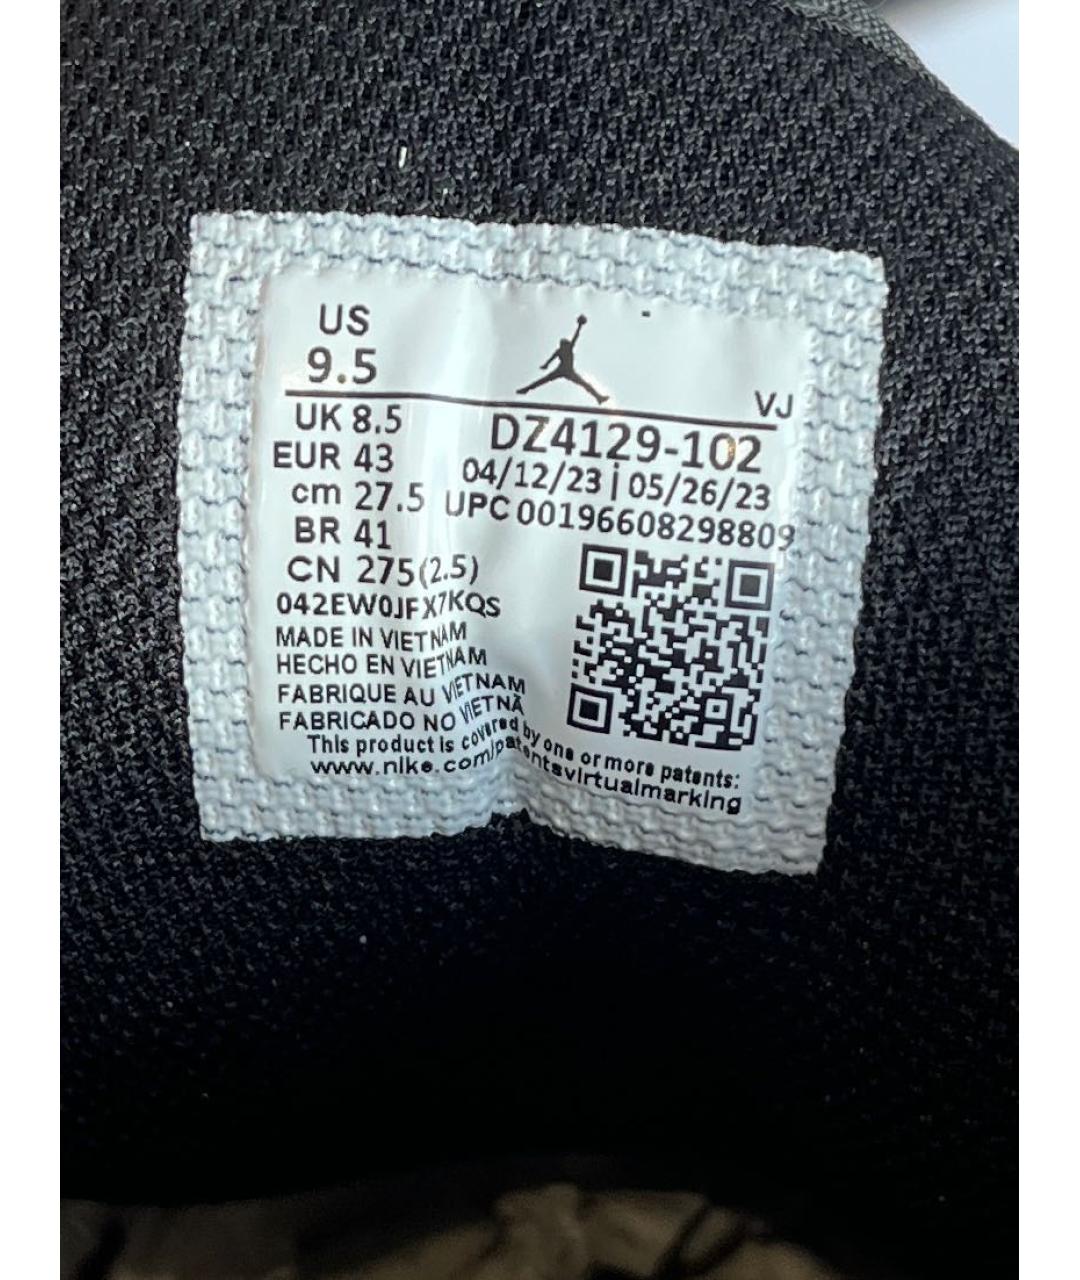 US
9.5
VJ
UK 8.5
EUR 43
cm 27.5
BR 41
CN 275(2.5)
DZ4129-102
04/12/23 | 05/26/23
UPC 00196608298809
042EW0JFX7KQS
MADE IN VIETNAM
HECHO EN VIETNAM
FABRIQUE AU VIETNAM
FABRICADO NO VIETNÃ
This product is covered by one or more patents:
www.nike.com/patentsvirtualmarking